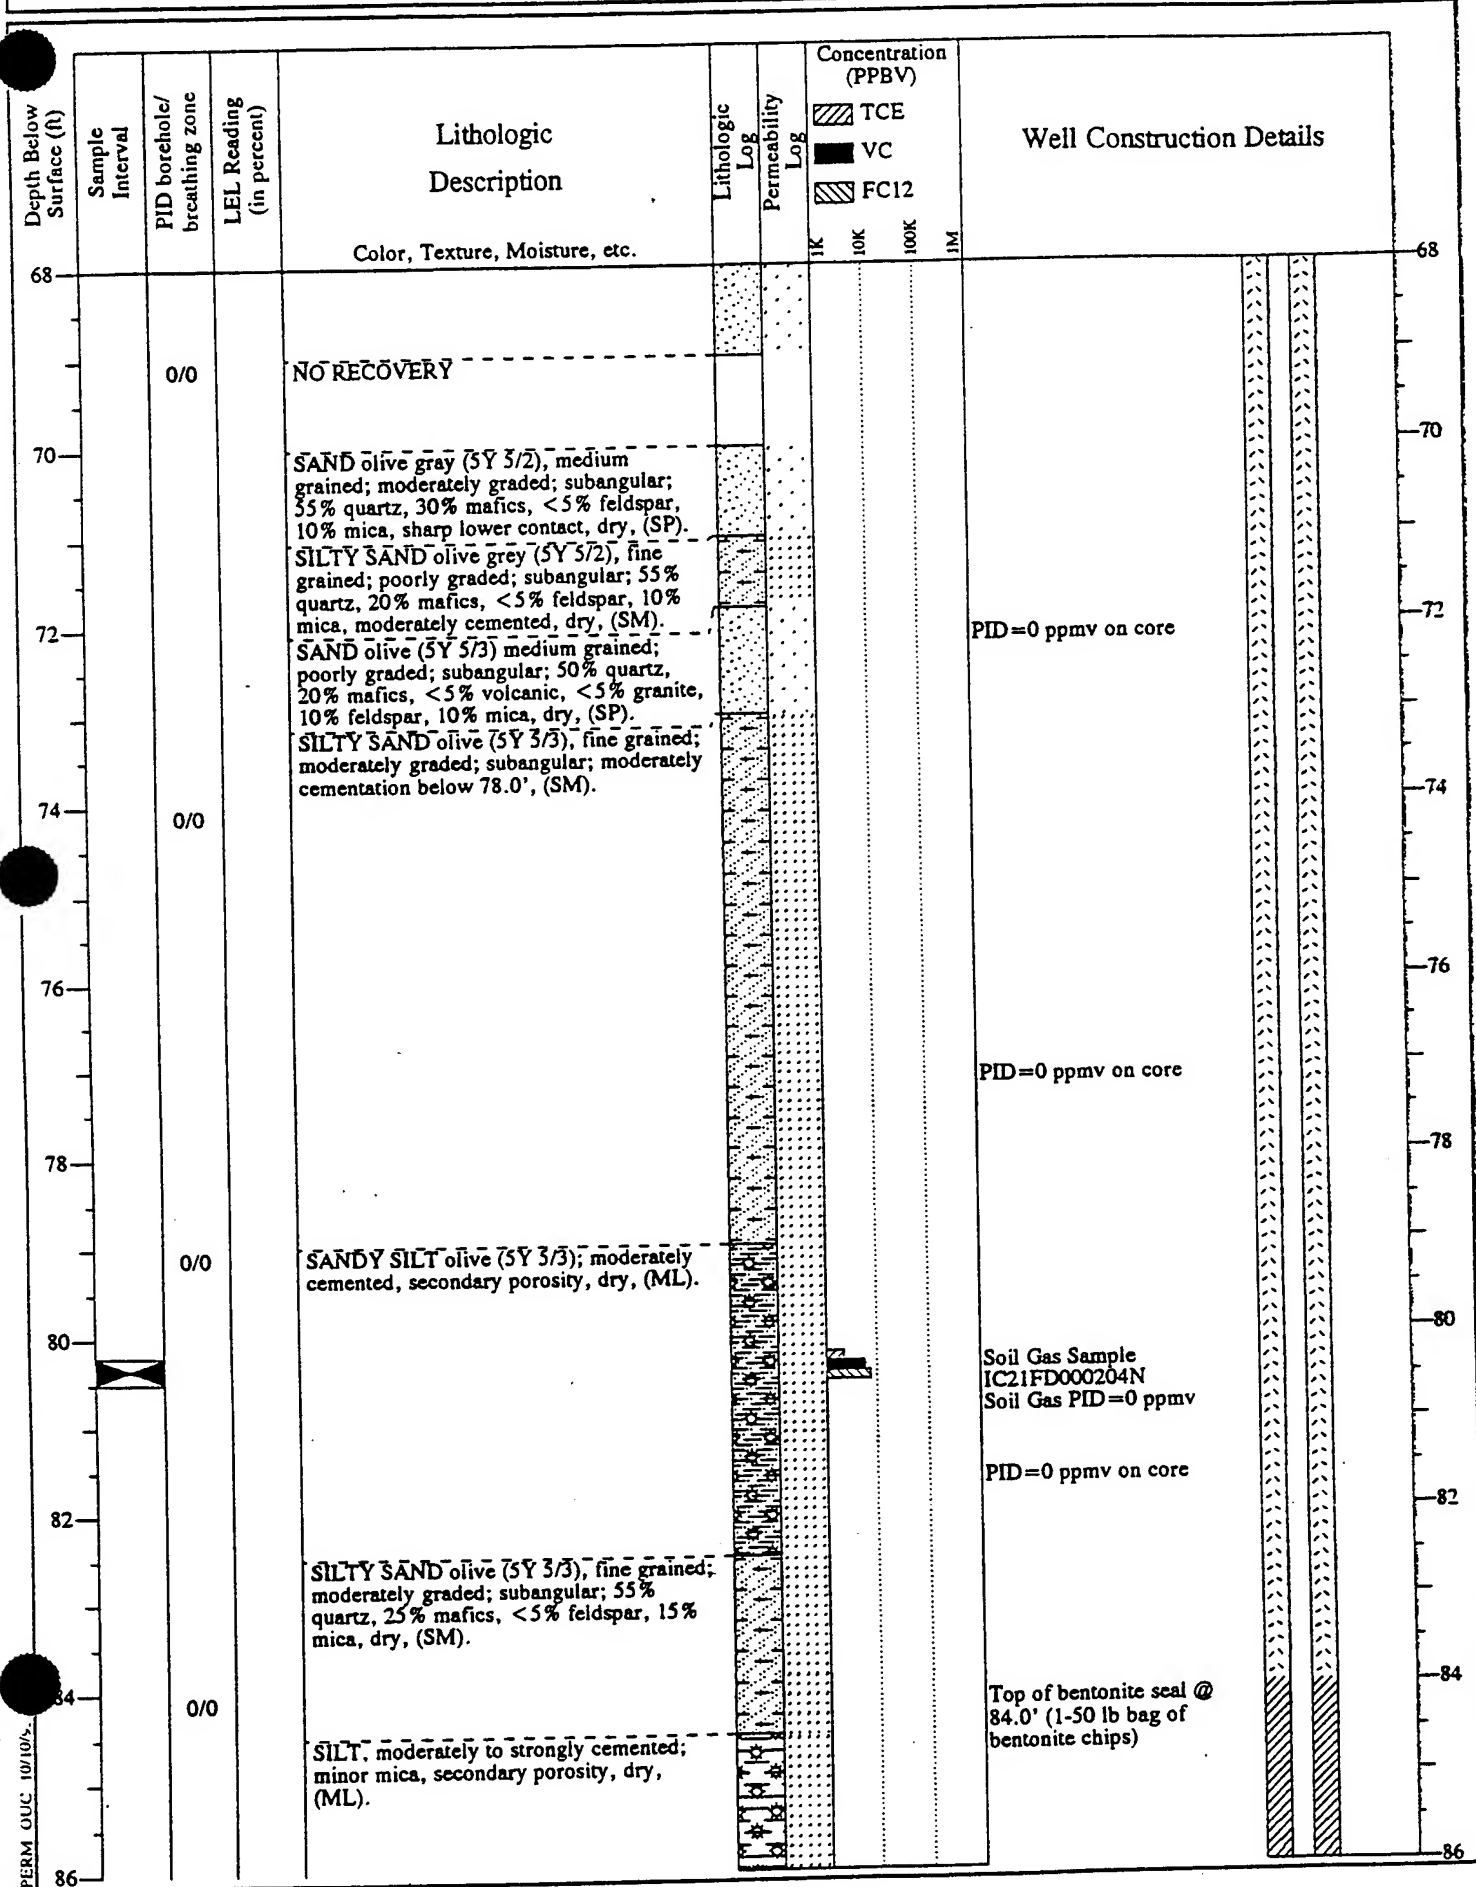 Depth Below
Surface (ft)
Sample
Interval
PID borehole/
breathing zone
LEL Reading
(in percent)
Lithologic
Description
Color, Texture, Moisture, etc.
Lithologic
Log
Permeability
Log
Concentration
(PPBV)
TCE
VC
FC12
1K
10K
100K
1M
Well Construction Details
68
68
0/0
NO RECOVERY
70
70
SAND olive gray (5Y 5/2), medium
grained; moderately graded; subangular;
55% quartz, 30% mafics, <5% feldspar,
10% mica, sharp lower contact, dry, (SP).
SILTY SAND olive grey (5Y 5/2), fine
grained; poorly graded; subangular; 55%
quartz, 20% mafics, <5% feldspar, 10%
mica, moderately cemented, dry, (SM).
72
72
PID=0 ppmv on core
SAND olive (5Y 5/3) medium grained;
poorly graded; subangular; 50% quartz,
20% mafics, <5% volcanic, <5% granite,
10% feldspar, 10% mica, dry, (SP).
SILTY SAND olive (5Y 5/3), fine grained;
moderately graded; subangular; moderately
cementation below 78.0', (SM).
74
74
0/0
76
76
PID=0 ppmv on core
78
78
0/0
SANDY SILT olive (5Y 5/3); moderately
cemented, secondary porosity, dry, (ML).
80
80
Soil Gas Sample
IC21FD000204N
Soil Gas PID=0 ppmv
PID=0 ppmv on core
82
82
SILTY SAND olive (5Y 5/3), fine grained;
moderately graded; subangular; 55%
quartz, 25% mafics, <5% feldspar, 15%
mica, dry, (SM).
84
84
0/0
Top of bentonite seal @
84.0' (1-50 lb bag of
bentonite chips)
SILT, moderately to strongly cemented;
minor mica, secondary porosity, dry,
(ML).
86
86
PERM OUC 10/10/